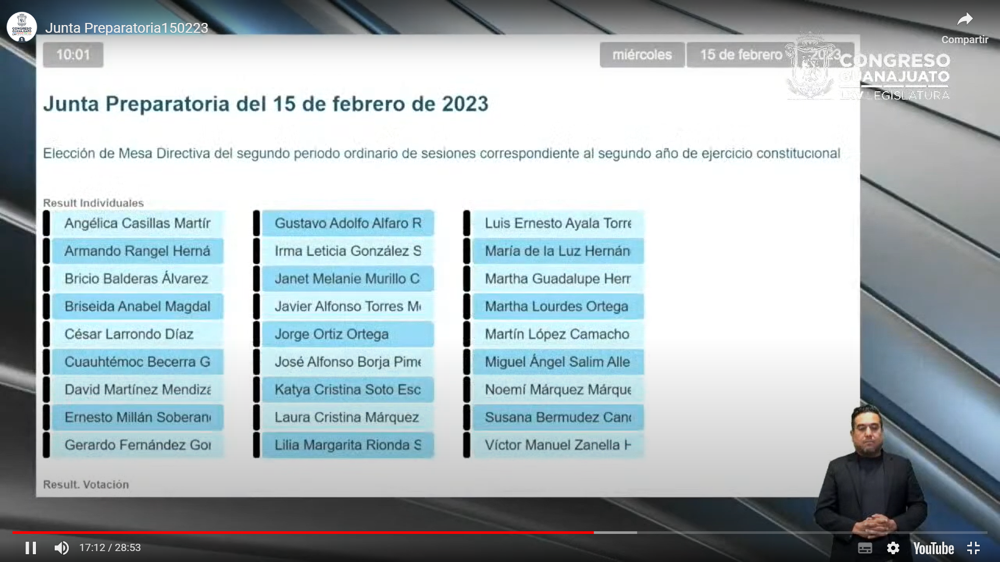 Junta Preparatoria150223
Compartir
10:01
miércoles
15 de febrero
2023
CONGRESO
GUANAJUATO
LXV LEGISLATURA
Junta Preparatoria del 15 de febrero de 2023
Elección de Mesa Directiva del segundo periodo ordinario de sesiones correspondiente al segundo año de ejercicio constitucional
Result Individuales
Angélica Casillas Martín
Armando Rangel Herná
Bricio Balderas Álvarez
Briseida Anabel Magdal
César Larrondo Díaz
Cuauhtémoc Becerra G
David Martínez Mendiza
Ernesto Millán Soberan
Gerardo Fernández Gon
Gustavo Adolfo Alfaro R
Irma Leticia González S
Janet Melanie Murillo C
Javier Alfonso Torres M
Jorge Ortiz Ortega
José Alfonso Borja Pime
Katya Cristina Soto Esc
Laura Cristina Márquez
Lilia Margarita Rionda S
Luis Ernesto Ayala Torre
María de la Luz Hernán
Martha Guadalupe Herr
Martha Lourdes Ortega
Martín López Camacho
Miguel Ángel Salim Alle
Noemí Márquez Márque
Susana Bermudez Can
Víctor Manuel Zanella H
Result. Votación
17:12 / 28:53
YouTube